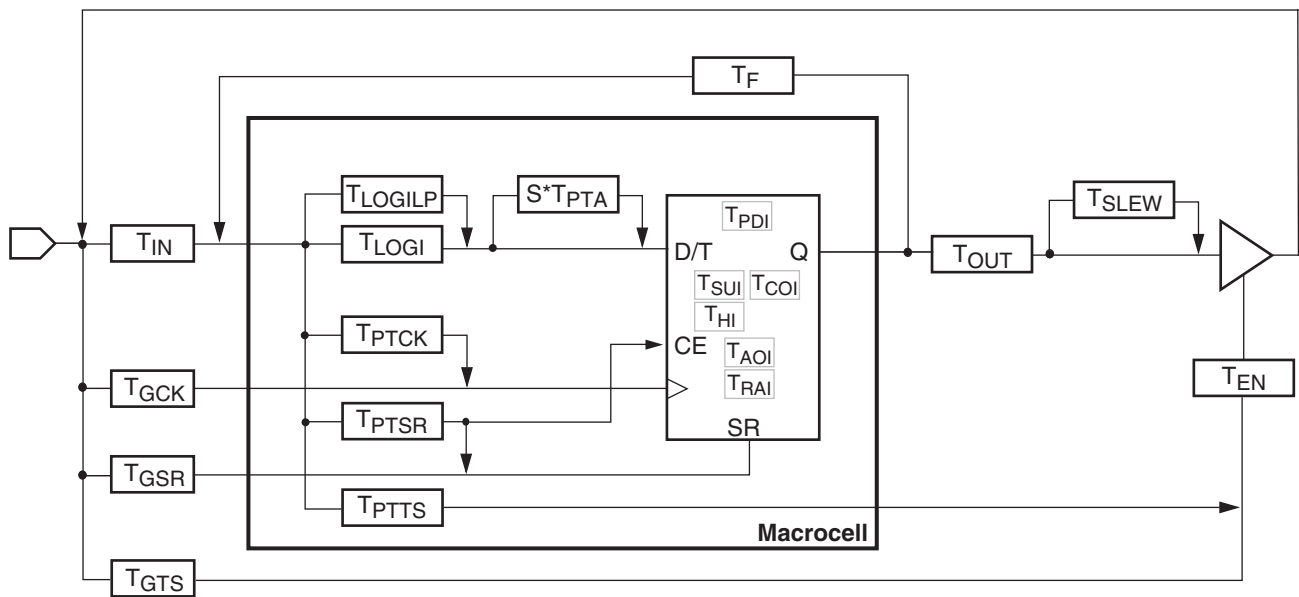 TF
TLOGILP
S*TPTA
TPDI
TSLEW
TIN
TLOGI
D/T
Q
TOUT
TSUI
TCOI
THI
TPTCK
CE
TAOI
TGCK
TRAI
TEN
TPTSR
SR
TGSR
TPTTS
Macrocell
TGTS